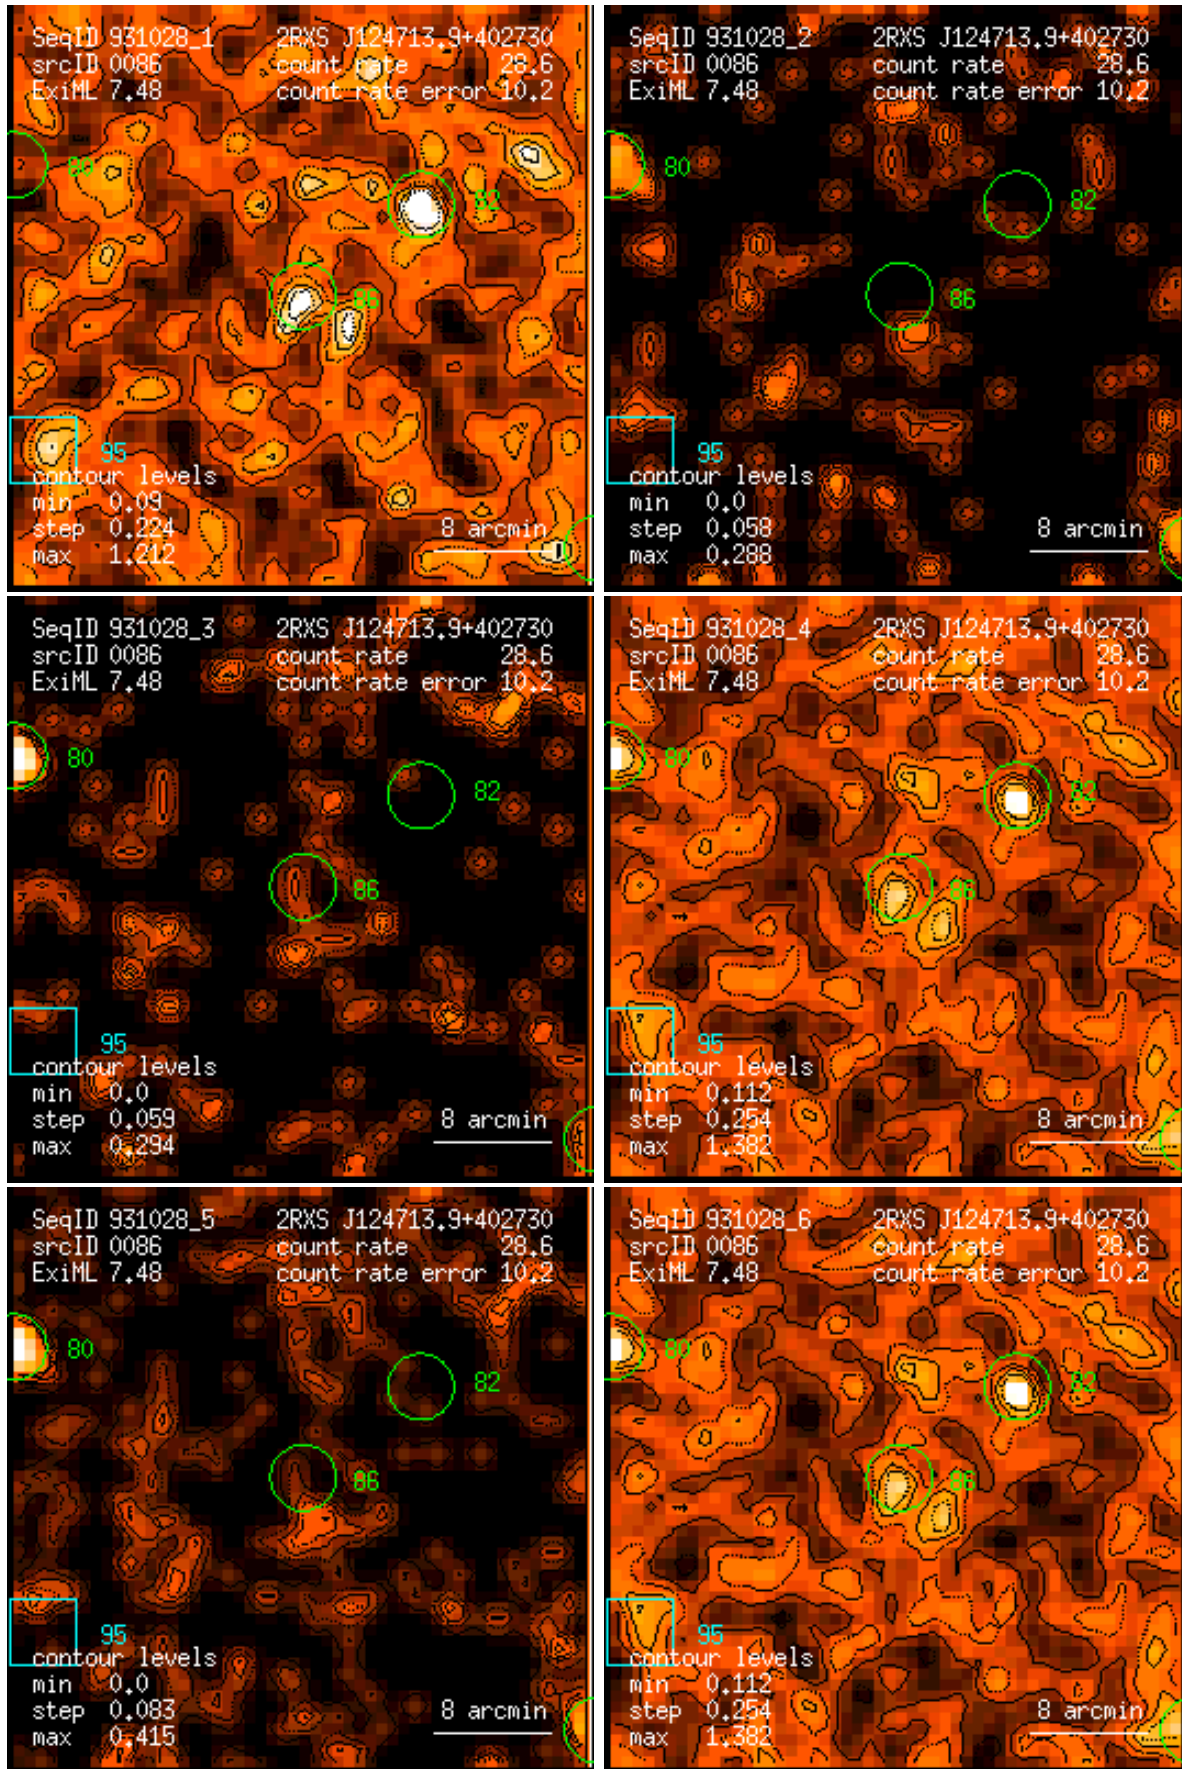 SeqID 931028_1 2RXS J124713.9+402730
srcID 0086 count rate 28.6
ExiML 7.48 count rate error 10.2
80
82
86
95
contour levels
min 0.09
step 0.224 8 arcmin
max 1.212
SeqID 931028_2 2RXS J124713.9+402730
srcID 0086 count rate 28.6
ExiML 7.48 count rate error 10.2
80
82
86
95
contour levels
min 0.0
step 0.058 8 arcmin
max 0.288
SeqID 931028_3 2RXS J124713.9+402730
srcID 0086 count rate 28.6
ExiML 7.48 count rate error 10.2
80
82
86
95
contour levels
min 0.0
step 0.059 8 arcmin
max 0.294
SeqID 931028_4 2RXS J124713.9+402730
srcID 0086 count rate 28.6
ExiML 7.48 count rate error 10.2
80
82
86
95
contour levels
min 0.112
step 0.254 8 arcmin
max 1.382
SeqID 931028_5 2RXS J124713.9+402730
srcID 0086 count rate 28.6
ExiML 7.48 count rate error 10.2
80
82
86
95
contour levels
min 0.0
step 0.083 8 arcmin
max 0.415
SeqID 931028_6 2RXS J124713.9+402730
srcID 0086 count rate 28.6
ExiML 7.48 count rate error 10.2
80
82
86
95
contour levels
min 0.112
step 0.254 8 arcmin
max 1.382